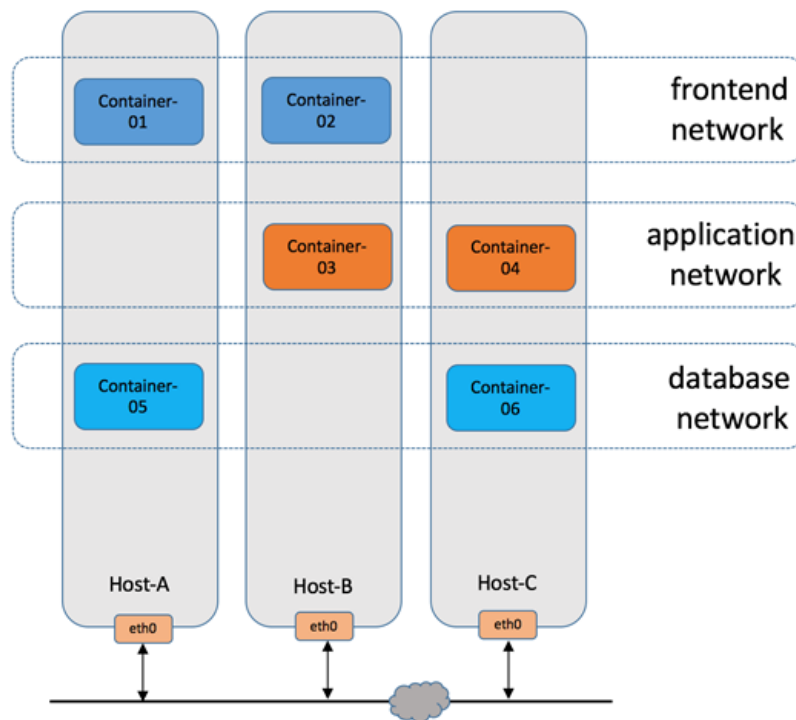 frontend
network
Container-
01
Container-
02
application
network
Container-
03
Container-
04
database
network
Container-
05
Container-
06
Host-A
Host-B
Host-C
eth0
eth0
eth0